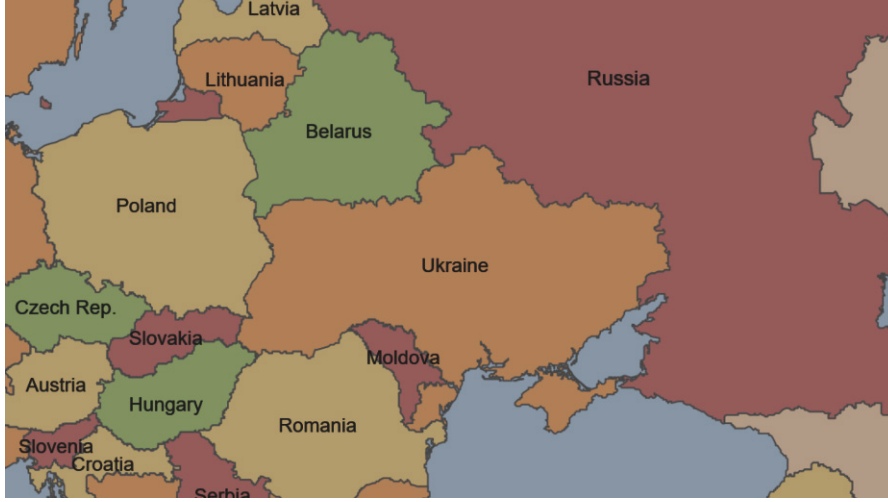 Latvia
Lithuania
Russia
Belarus
Poland
Ukraine
Czech Rep.
Slovakia
Moldova
Austria
Hungary
Romania
Slovenia
Croatia
Serbia